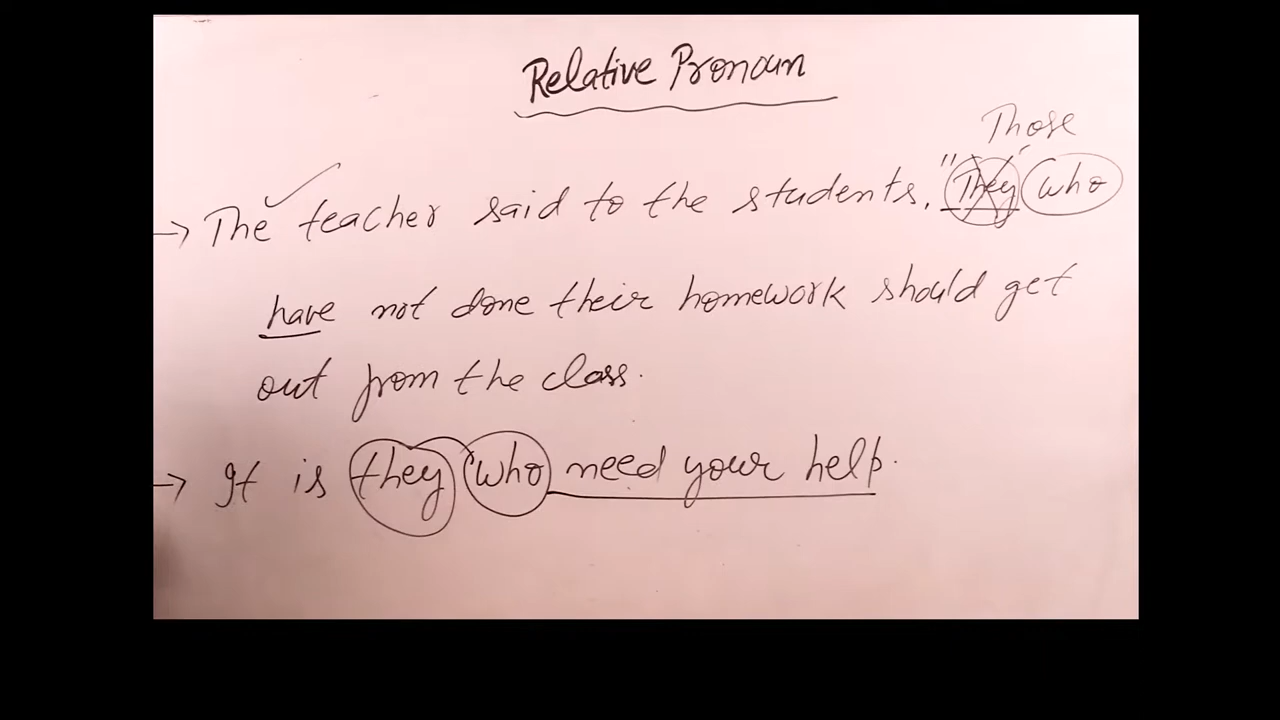 Relative Pronoun
Those
→ The teacher said to the students, "They who
have not done their homework should get
out from the class.
→ It is they who need your help.